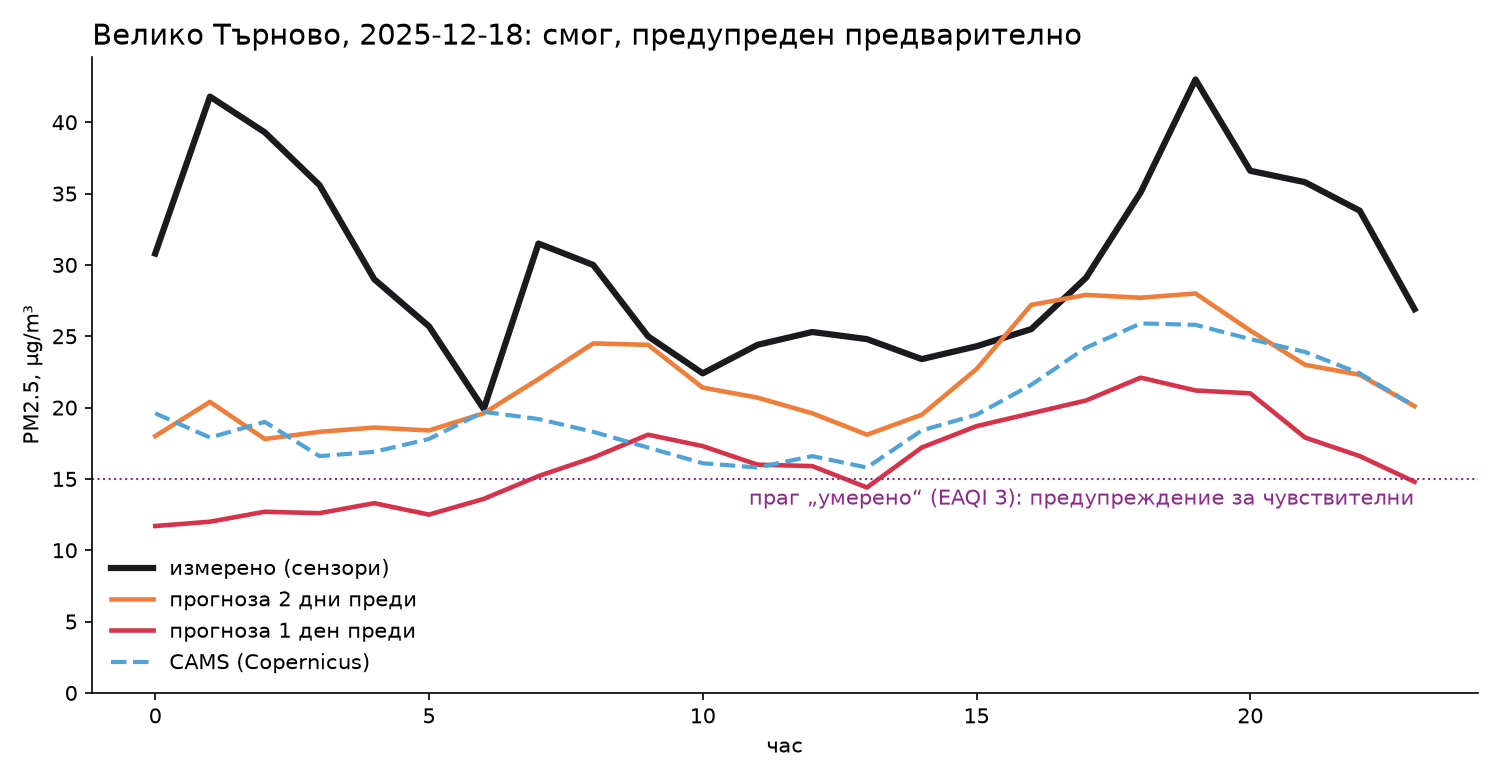 Велико Търново, 2025-12-18: смог, предупреден предварително
PM2.5, µg/m³
40
35
30
25
20
15
10
5
0
праг „умерено“ (EAQI 3): предупреждение за чувствителни
измерено (сензори)
прогноза 2 дни преди
прогноза 1 ден преди
CAMS (Copernicus)
0 5 10 15 20
час